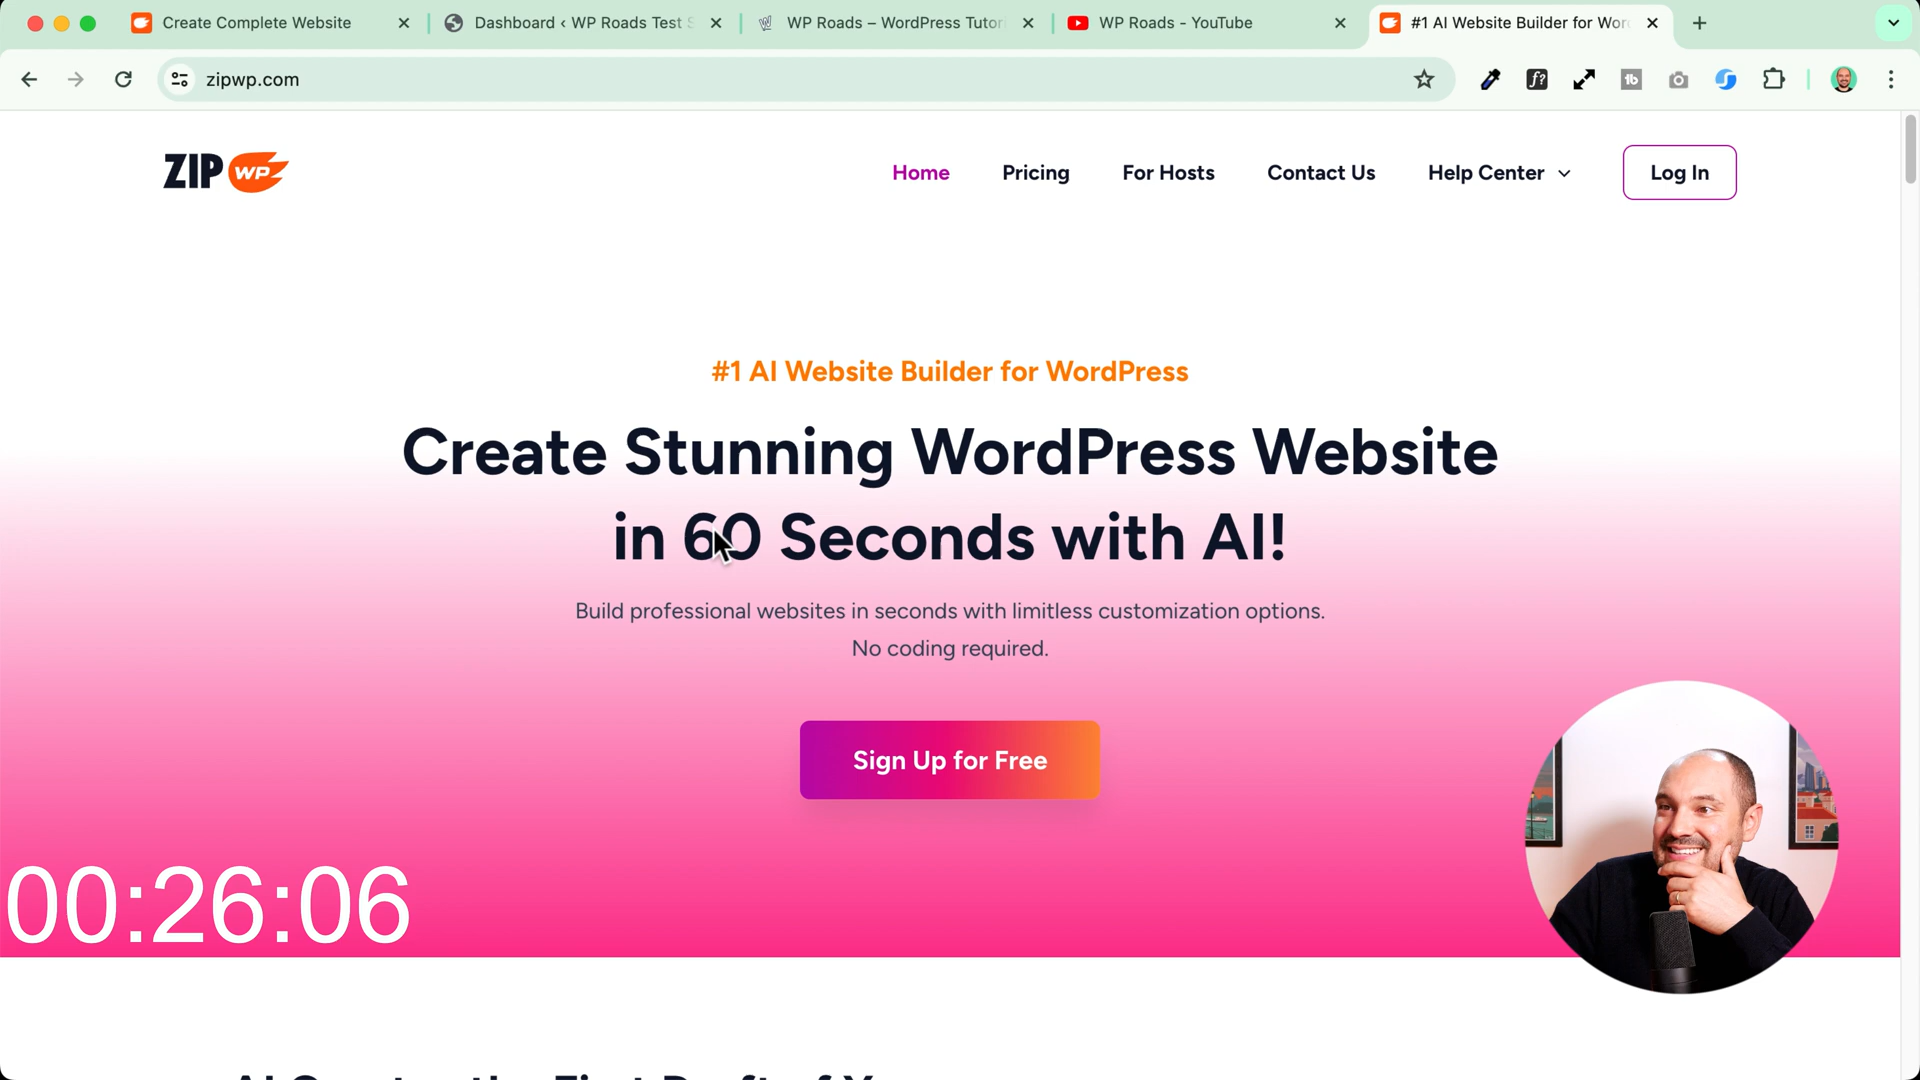 Create Complete Website
Dashboard ‹ WP Roads Test S
WP Roads – WordPress Tutori
WP Roads - YouTube
#1 AI Website Builder for Wor
zipwp.com
f?
tb
ZIP WP
Home
Pricing
For Hosts
Contact Us
Help Center
Log In
#1 AI Website Builder for WordPress
Create Stunning WordPress Website
in 60 Seconds with AI!
Build professional websites in seconds with limitless customization options.
No coding required.
Sign Up for Free
00:26:06